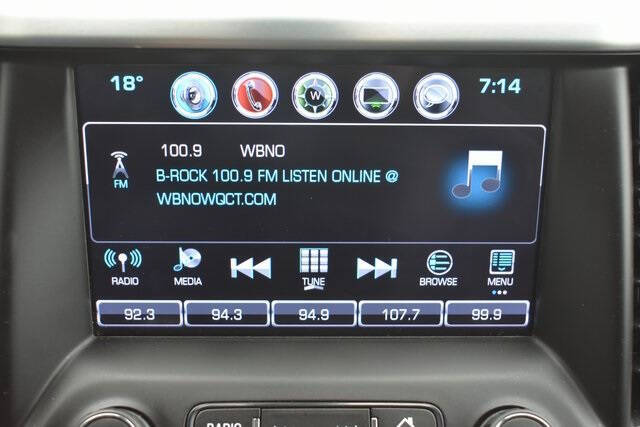 18° W 7:14
100.9 WBNO
FM B-ROCK 100.9 FM LISTEN ONLINE @
WBNOWQCT.COM
RADIO MEDIA TUNE BROWSE MENU
92.3 94.3 94.9 107.7 99.9
RADIO